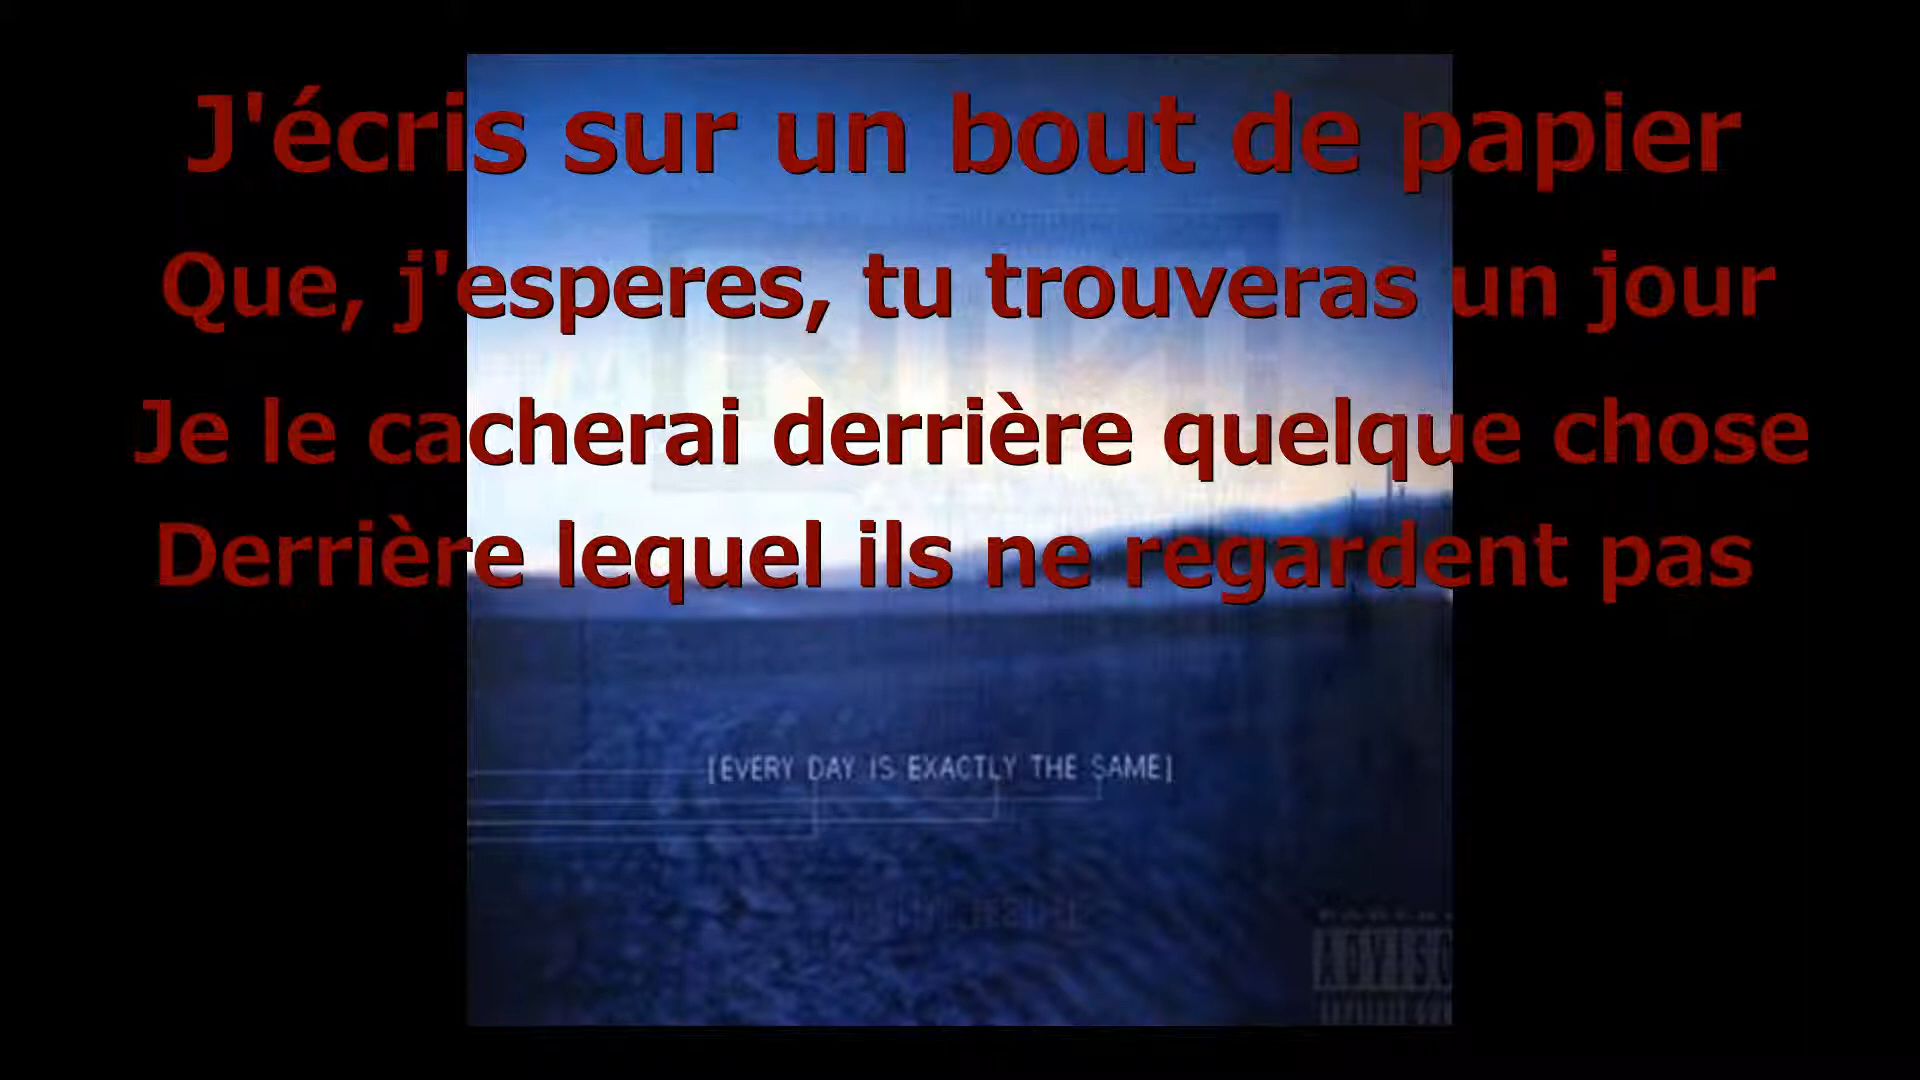 J'écris sur un bout de papier
Que, j'esperes, tu trouveras un jour
Je le cacherai derrière quelque chose
Derrière lequel ils ne regardent pas
[EVERY DAY IS EXACTLY THE SAME]